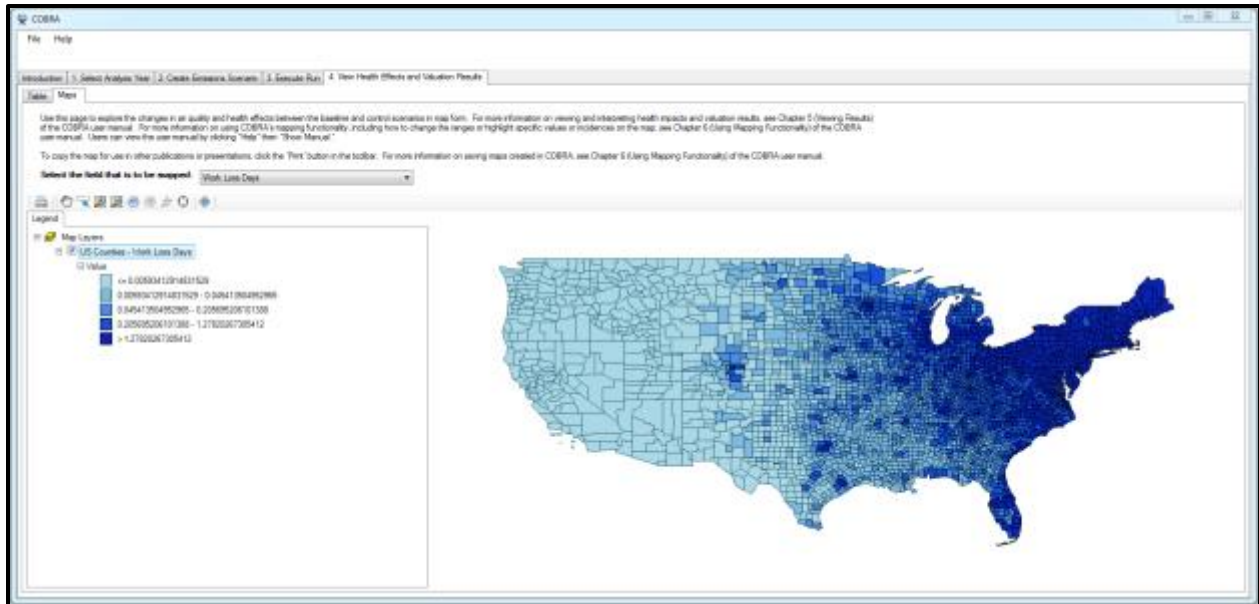 COBRA
File Help
Introduction 1. Select Analysis Year 2. Create Emissions Scenario 3. Execute Run 4. View Health Effects and Valuation Results
Table Maps
Use this page to explore the changes in air quality and health effects between the baseline and control scenarios in map form. For more information on viewing and interpreting health impacts and valuation results, see Chapter 5 (Viewing Results)
of the COBRA user manual. For more information on using COBRA's mapping functionality, including how to change the ranges or highlight specific values or incidences on the map, see Chapter 6 (Using Mapping Functionality) of the COBRA
user manual. Users can view this user manual by clicking "Help" then "Show Manual."
To copy the map for use in other publications or presentations, click the 'Print' button in the toolbar. For more information on saving maps created in COBRA, see Chapter 6 (Using Mapping Functionality) of the COBRA user manual.
Select the field that is to be mapped: Work Loss Days
Legend
Map Layers
US Counties - Work Loss Days
Value